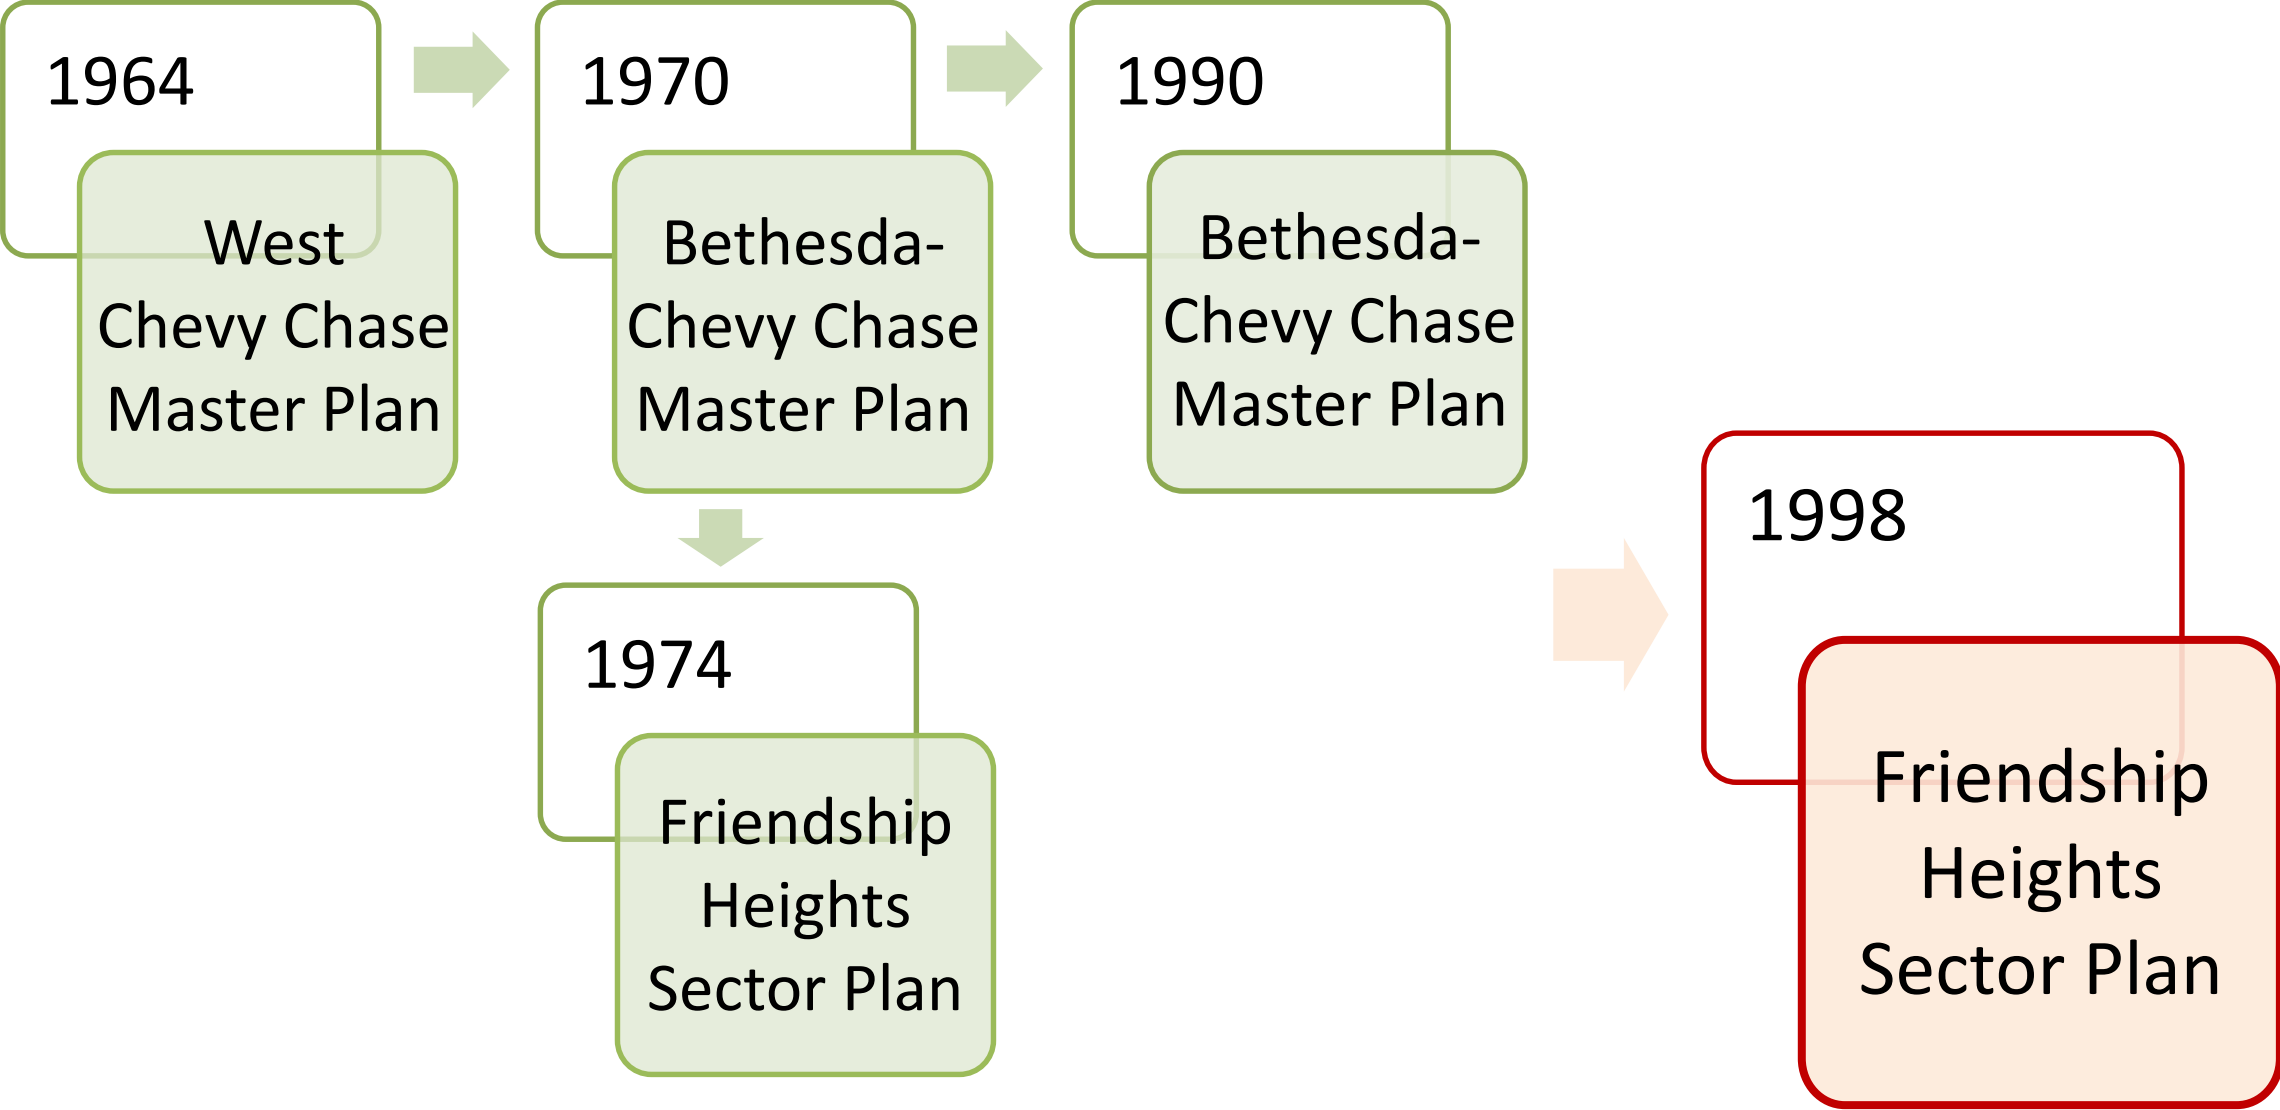 1964
West
Chevy Chase
Master Plan
1970
Bethesda-
Chevy Chase
Master Plan
1990
Bethesda-
Chevy Chase
Master Plan
1974
Friendship
Heights
Sector Plan
1998
Friendship
Heights
Sector Plan